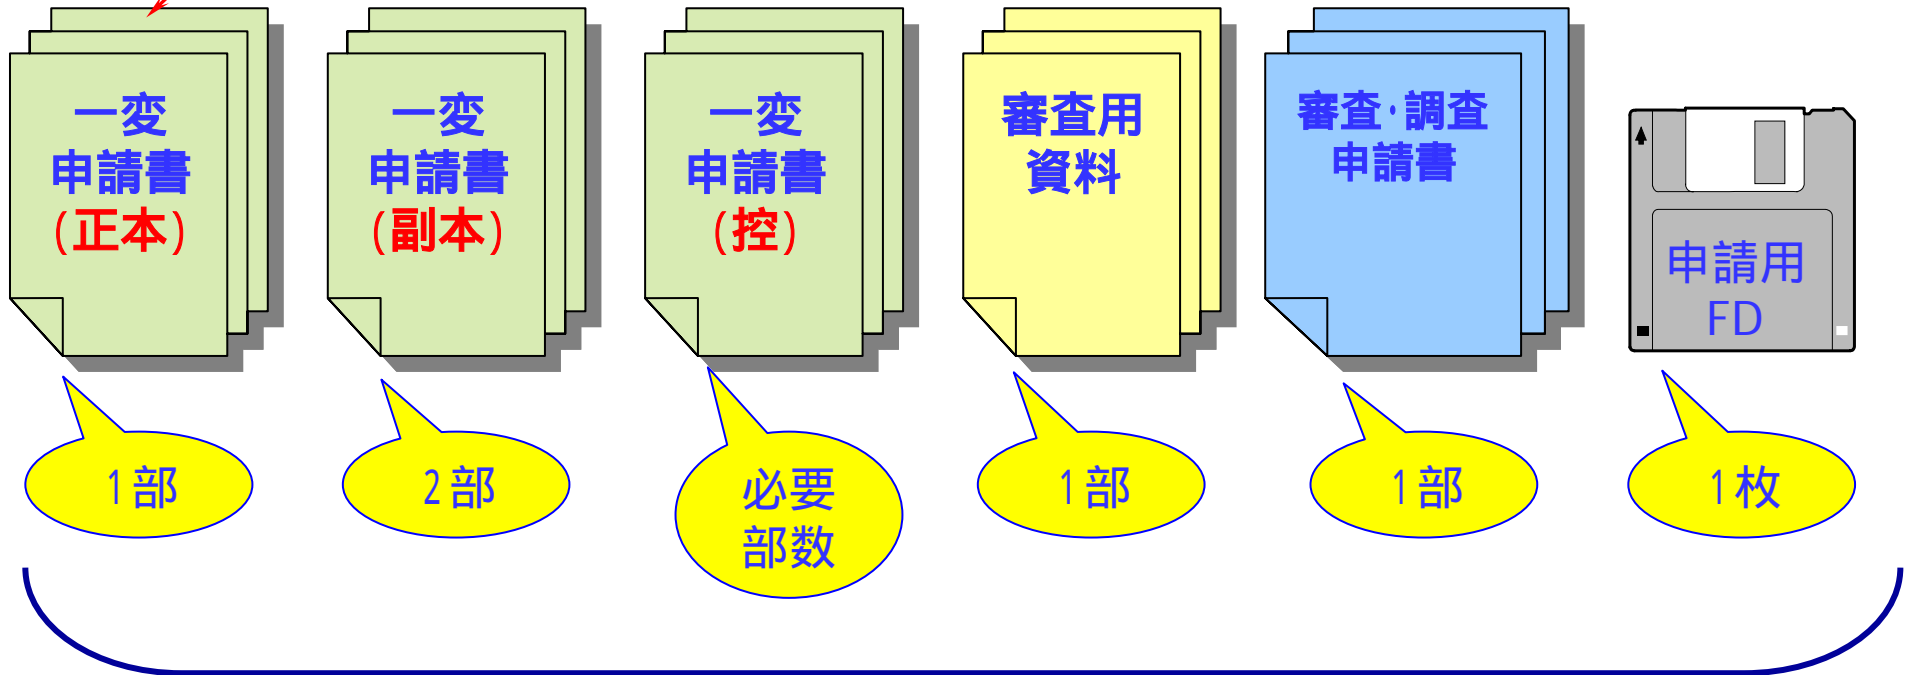 一変
申請書
(正本)
一変
申請書
(副本)
一変
申請書
(控)
審査用
資料
審査・調査
申請書
申請用
FD
1部
2部
必要
部数
1部
1部
1枚